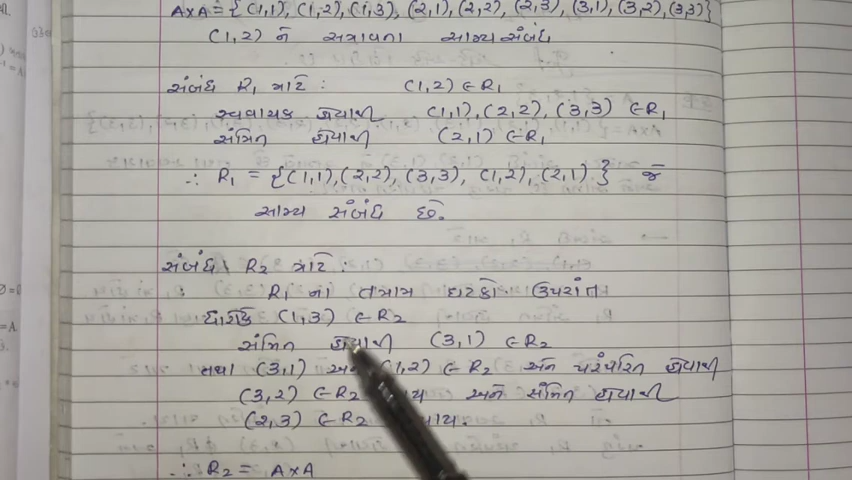 A×A = {(1,1), (1,2), (1,3), (2,1), (2,2), (2,3), (3,1), (3,2), (3,3)}
(1,2) ને સમાવતા સામ્ય સંબંધ
સંબંધ R₁ માટે : (1,2) ∈ R₁
સ્વવાચક હોવાથી (1,1), (2,2), (3,3) ∈ R₁
સંમિત હોવાથી (2,1) ∈ R₁
∴ R₁ = {(1,1), (2,2), (3,3), (1,2), (2,1)} જે
સામ્ય સંબંધ છે.
સંબંધ R₂ માટે :
R₁ ના તમામ ઘટકો ઉપરાંત
ધારોકે (1,3) ∈ R₂
સંમિત હોવાથી (3,1) ∈ R₂
તથા (3,1) અને (1,2) ∈ R₂ અને પરંપરિત હોવાથી
(3,2) ∈ R₂ અને સંમિત હોવાથી
(2,3) ∈ R₂
∴ R₂ = A×A